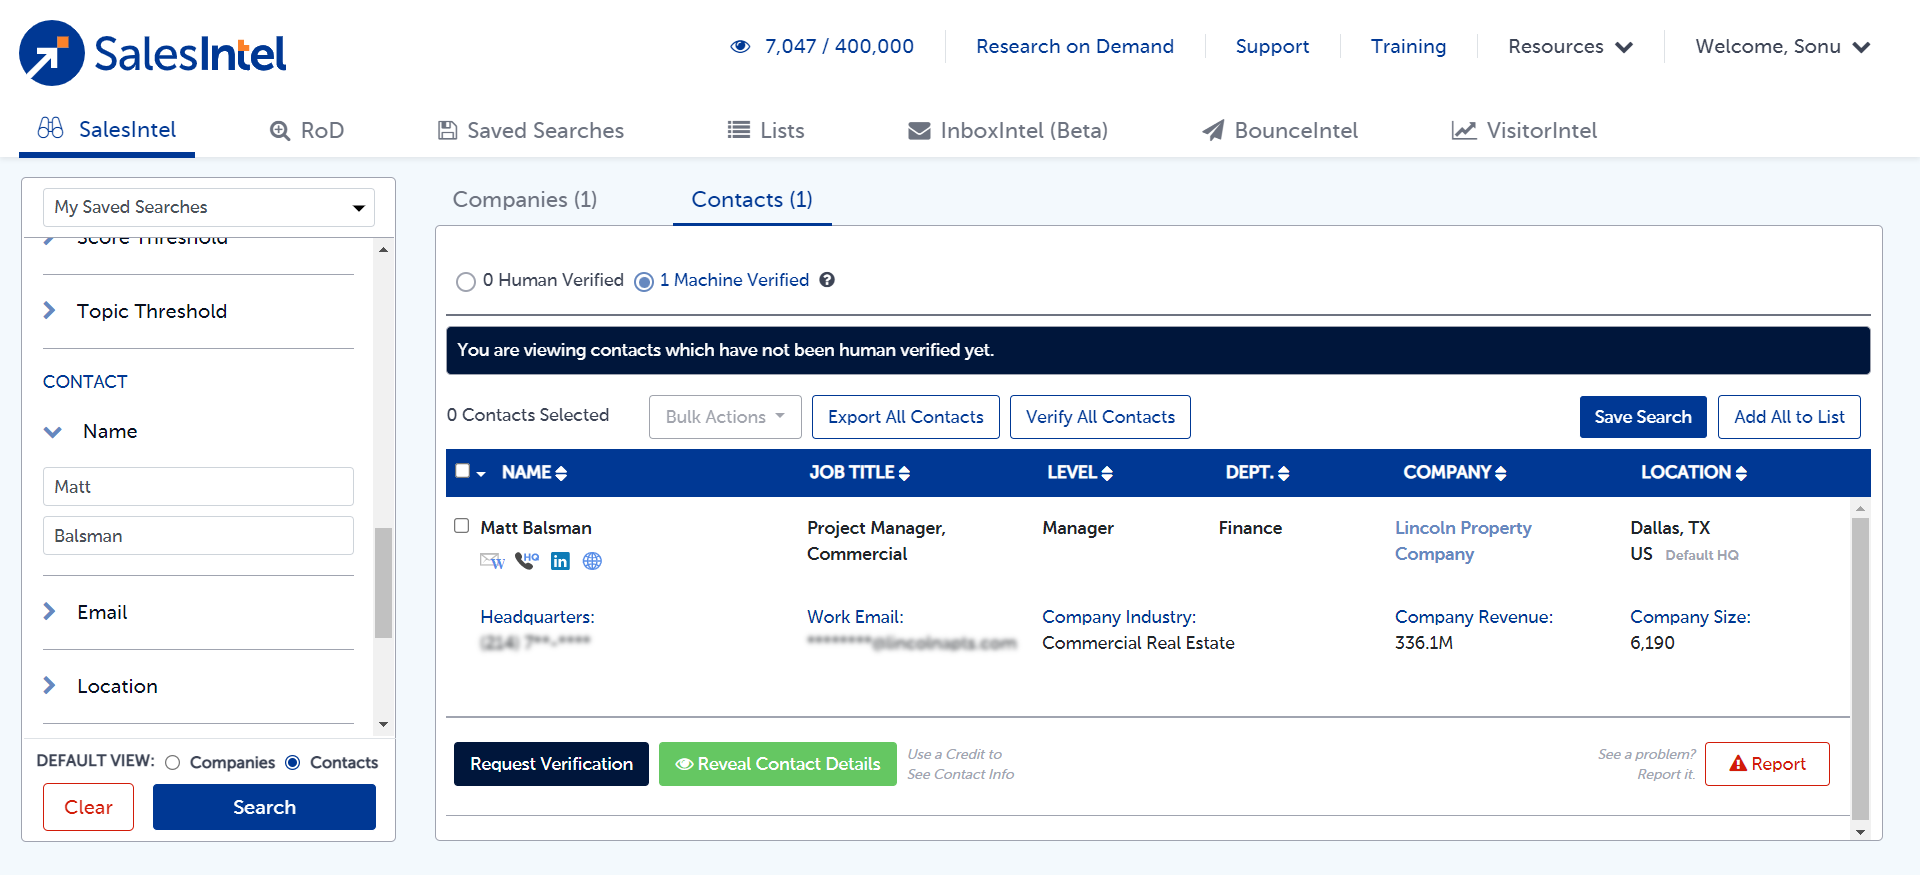 SalesIntel
7,047 / 400,000
Research on Demand
Support
Training
Resources
Welcome, Sonu
SalesIntel
RoD
Saved Searches
Lists
InboxIntel (Beta)
BounceIntel
VisitorIntel
My Saved Searches
Score Threshold
Topic Threshold
CONTACT
Name
Matt
Balsman
Email
Location
DEFAULT VIEW: Companies Contacts
Clear
Search
Companies (1)
Contacts (1)
0 Human Verified 1 Machine Verified
You are viewing contacts which have not been human verified yet.
0 Contacts Selected
Bulk Actions
Export All Contacts
Verify All Contacts
Save Search
Add All to List
NAME JOB TITLE LEVEL DEPT. COMPANY LOCATION
Matt Balsman
Project Manager,
Commercial
Manager
Finance
Lincoln Property
Company
Dallas, TX
US Default HQ
Headquarters:
(214) 7**-****
Work Email:
********@lincolnapts.com
Company Industry:
Commercial Real Estate
Company Revenue:
336.1M
Company Size:
6,190
Request Verification
Reveal Contact Details
Use a Credit to
See Contact Info
See a problem?
Report it.
Report